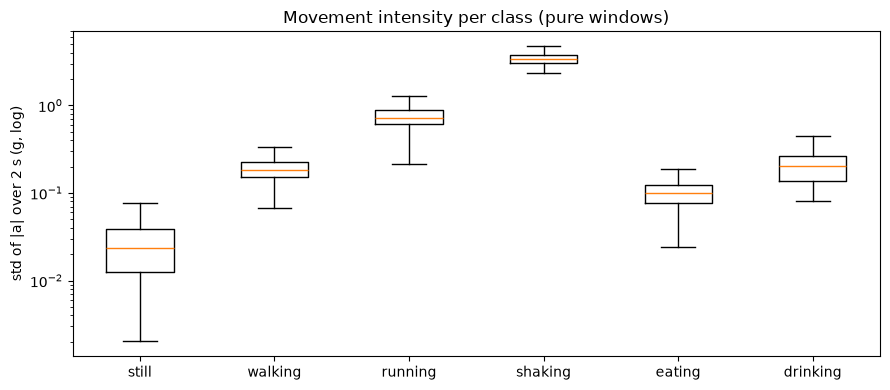 Movement intensity per class (pure windows)
std of |a| over 2 s (g, log)
10⁰
10⁻¹
10⁻²
still walking running shaking eating drinking